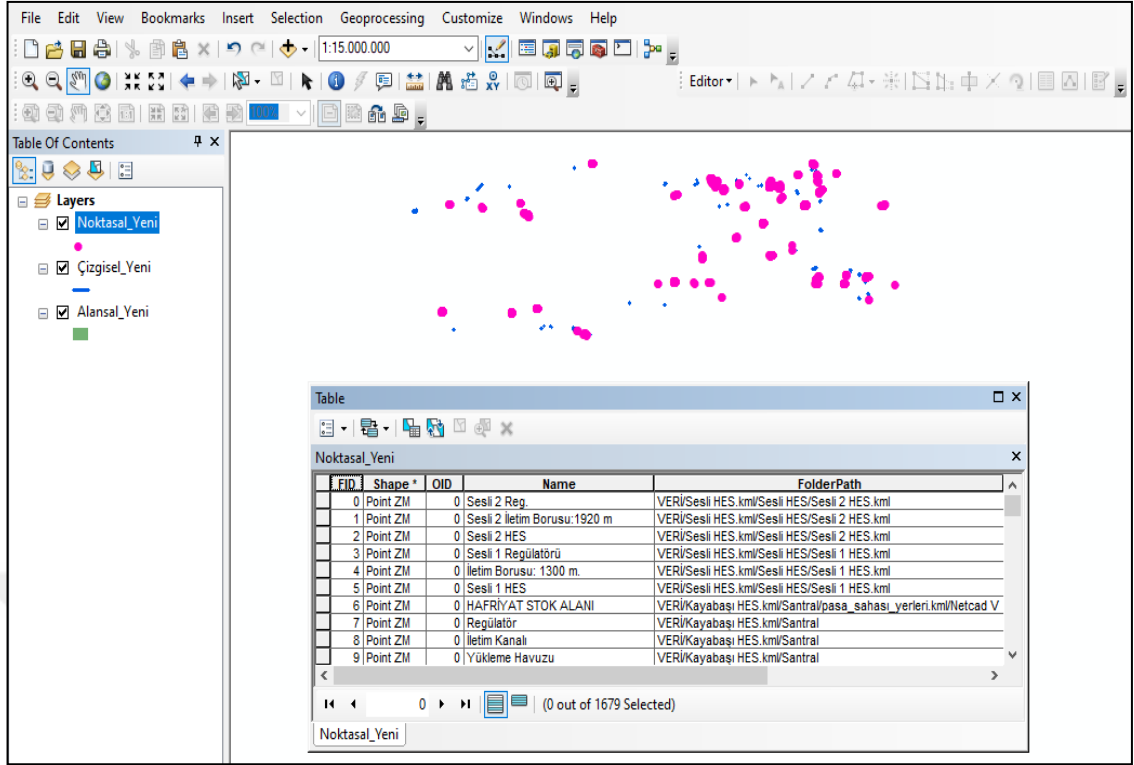 File Edit View Bookmarks Insert Selection Geoprocessing Customize Windows Help
1:15.000.000
Editor
100%
Table Of Contents
Layers
Noktasal_Yeni
Çizgisel_Yeni
Alansal_Yeni
Table
Noktasal_Yeni
FID Shape * OID Name FolderPath
0 Point ZM 0 Sesli 2 Reg. VERİ/Sesli HES.kml/Sesli HES/Sesli 2 HES.kml
1 Point ZM 0 Sesli 2 İletim Borusu:1920 m VERİ/Sesli HES.kml/Sesli HES/Sesli 2 HES.kml
2 Point ZM 0 Sesli 2 HES VERİ/Sesli HES.kml/Sesli HES/Sesli 2 HES.kml
3 Point ZM 0 Sesli 1 Regülatörü VERİ/Sesli HES.kml/Sesli HES/Sesli 1 HES.kml
4 Point ZM 0 İletim Borusu: 1300 m. VERİ/Sesli HES.kml/Sesli HES/Sesli 1 HES.kml
5 Point ZM 0 Sesli 1 HES VERİ/Sesli HES.kml/Sesli HES/Sesli 1 HES.kml
6 Point ZM 0 HAFRİYAT STOK ALANI VERİ/Kayabaşı HES.kml/Santral/pasa_sahası_yerleri.kml/Netcad V
7 Point ZM 0 Regülatör VERİ/Kayabaşı HES.kml/Santral
8 Point ZM 0 İletim Kanalı VERİ/Kayabaşı HES.kml/Santral
9 Point ZM 0 Yükleme Havuzu VERİ/Kayabaşı HES.kml/Santral
0 (0 out of 1679 Selected)
Noktasal_Yeni